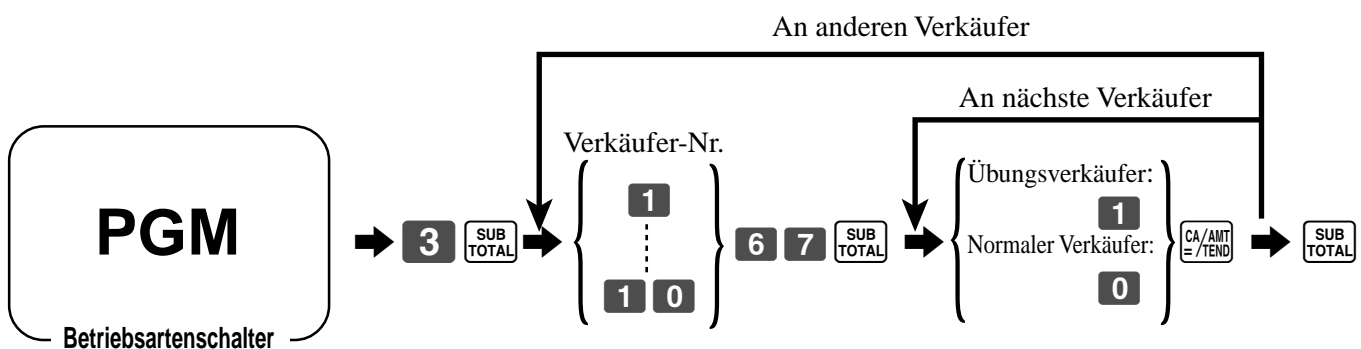 An anderen Verkäufer
An nächste Verkäufer
Verkäufer-Nr.
PGM
Betriebsartenschalter
3 SUB TOTAL
1
1 0
6 7 SUB TOTAL
Übungsverkäufer:
1
Normaler Verkäufer:
0
CA/AMT
= /TEND
SUB
TOTAL